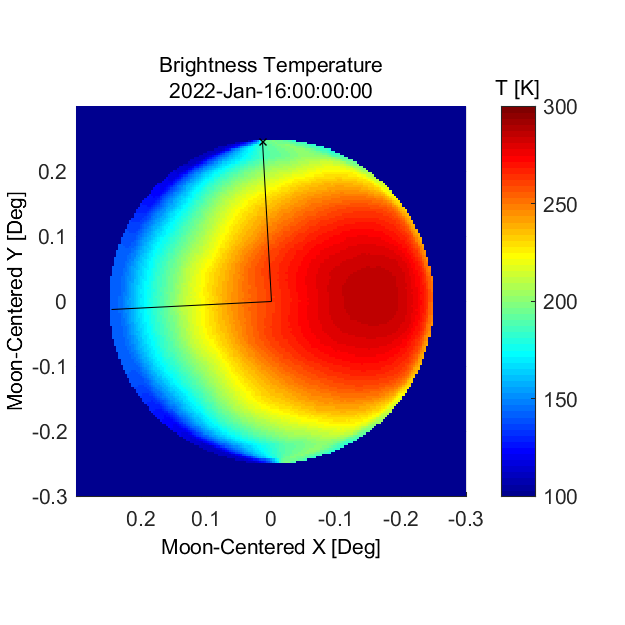 Brightness Temperature
2022-Jan-16:00:00:00
T [K]
300
250
200
150
100
Moon-Centered Y [Deg]
0.2
0.1
0
-0.1
-0.2
-0.3
0.2 0.1 0 -0.1 -0.2 -0.3
Moon-Centered X [Deg]